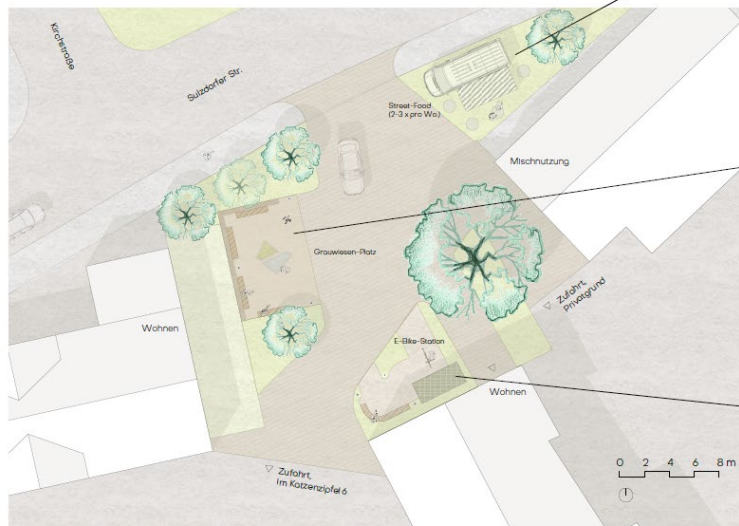 Kirchstraße
Sulzdorfer Str.
Street-Food
(2-3 x pro Wo.)
Mischnutzung
Grauwiesen-Platz
Zufahrt,
Privatgrund
Wohnen
E-Bike-Station
Wohnen
Zufahrt,
im Katzenzipfel 6
0 2 4 6 8 m